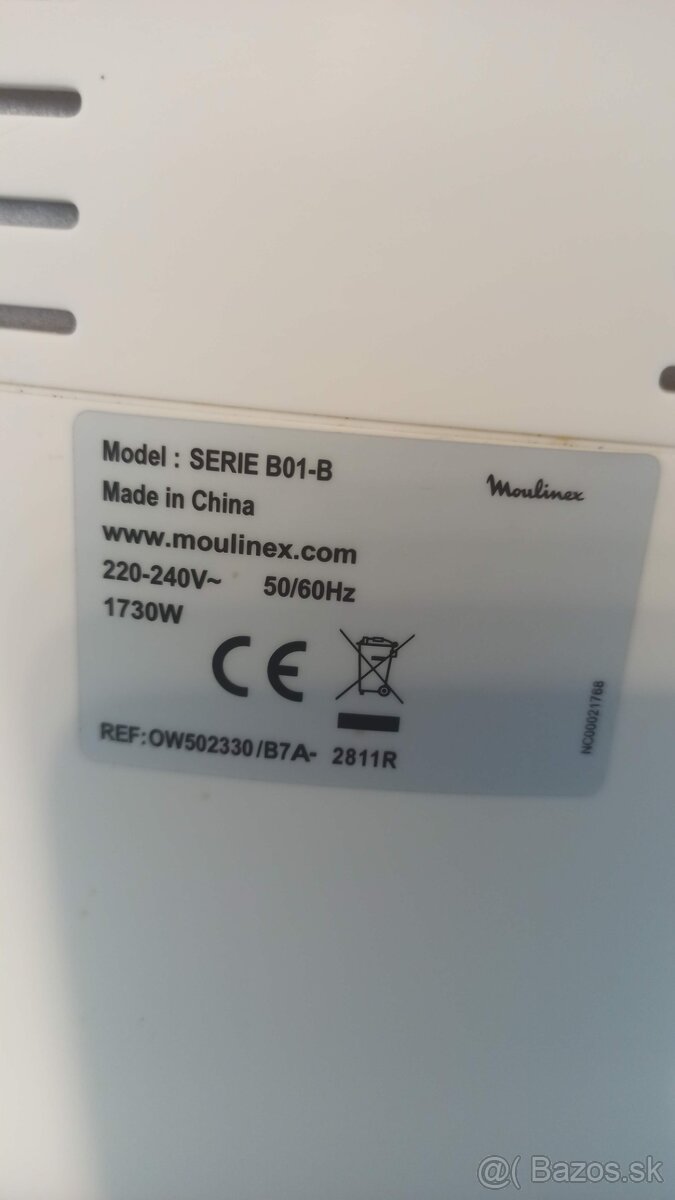 Model : SERIE B01-B
Moulinex
Made in China
www.moulinex.com
220-240V~ 50/60Hz
1730W
CE
REF:OW502330/B7A- 2811R
NC00021768
@( Bazos.sk